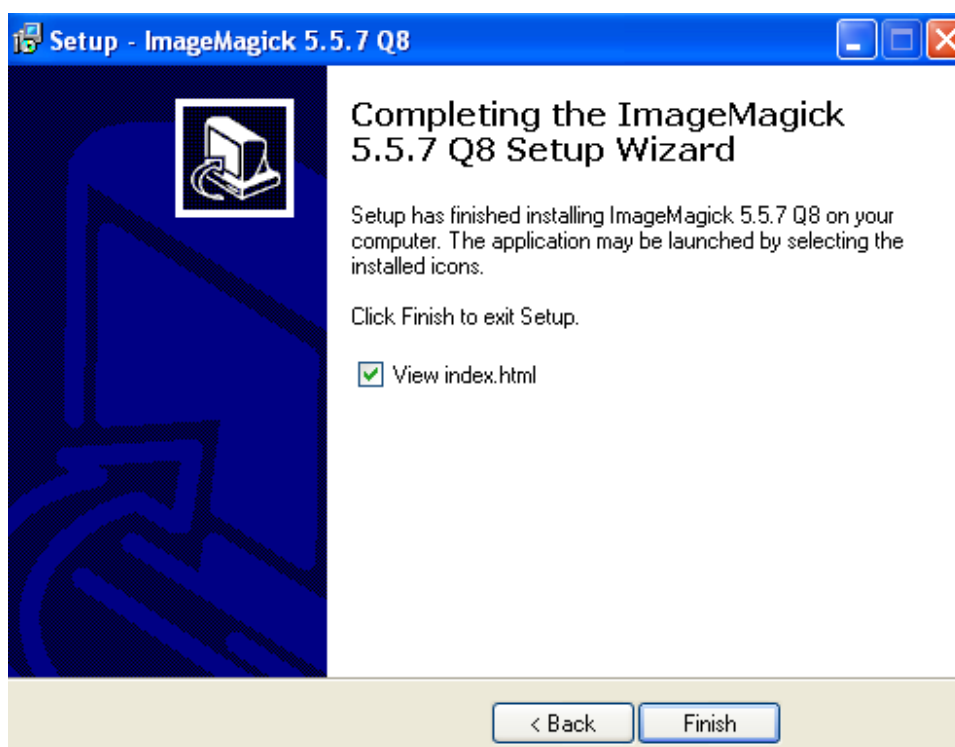 Setup - ImageMagick 5.5.7 Q8
Completing the ImageMagick
5.5.7 Q8 Setup Wizard
Setup has finished installing ImageMagick 5.5.7 Q8 on your
computer. The application may be launched by selecting the
installed icons.
Click Finish to exit Setup.
View index.html
< Back
Finish